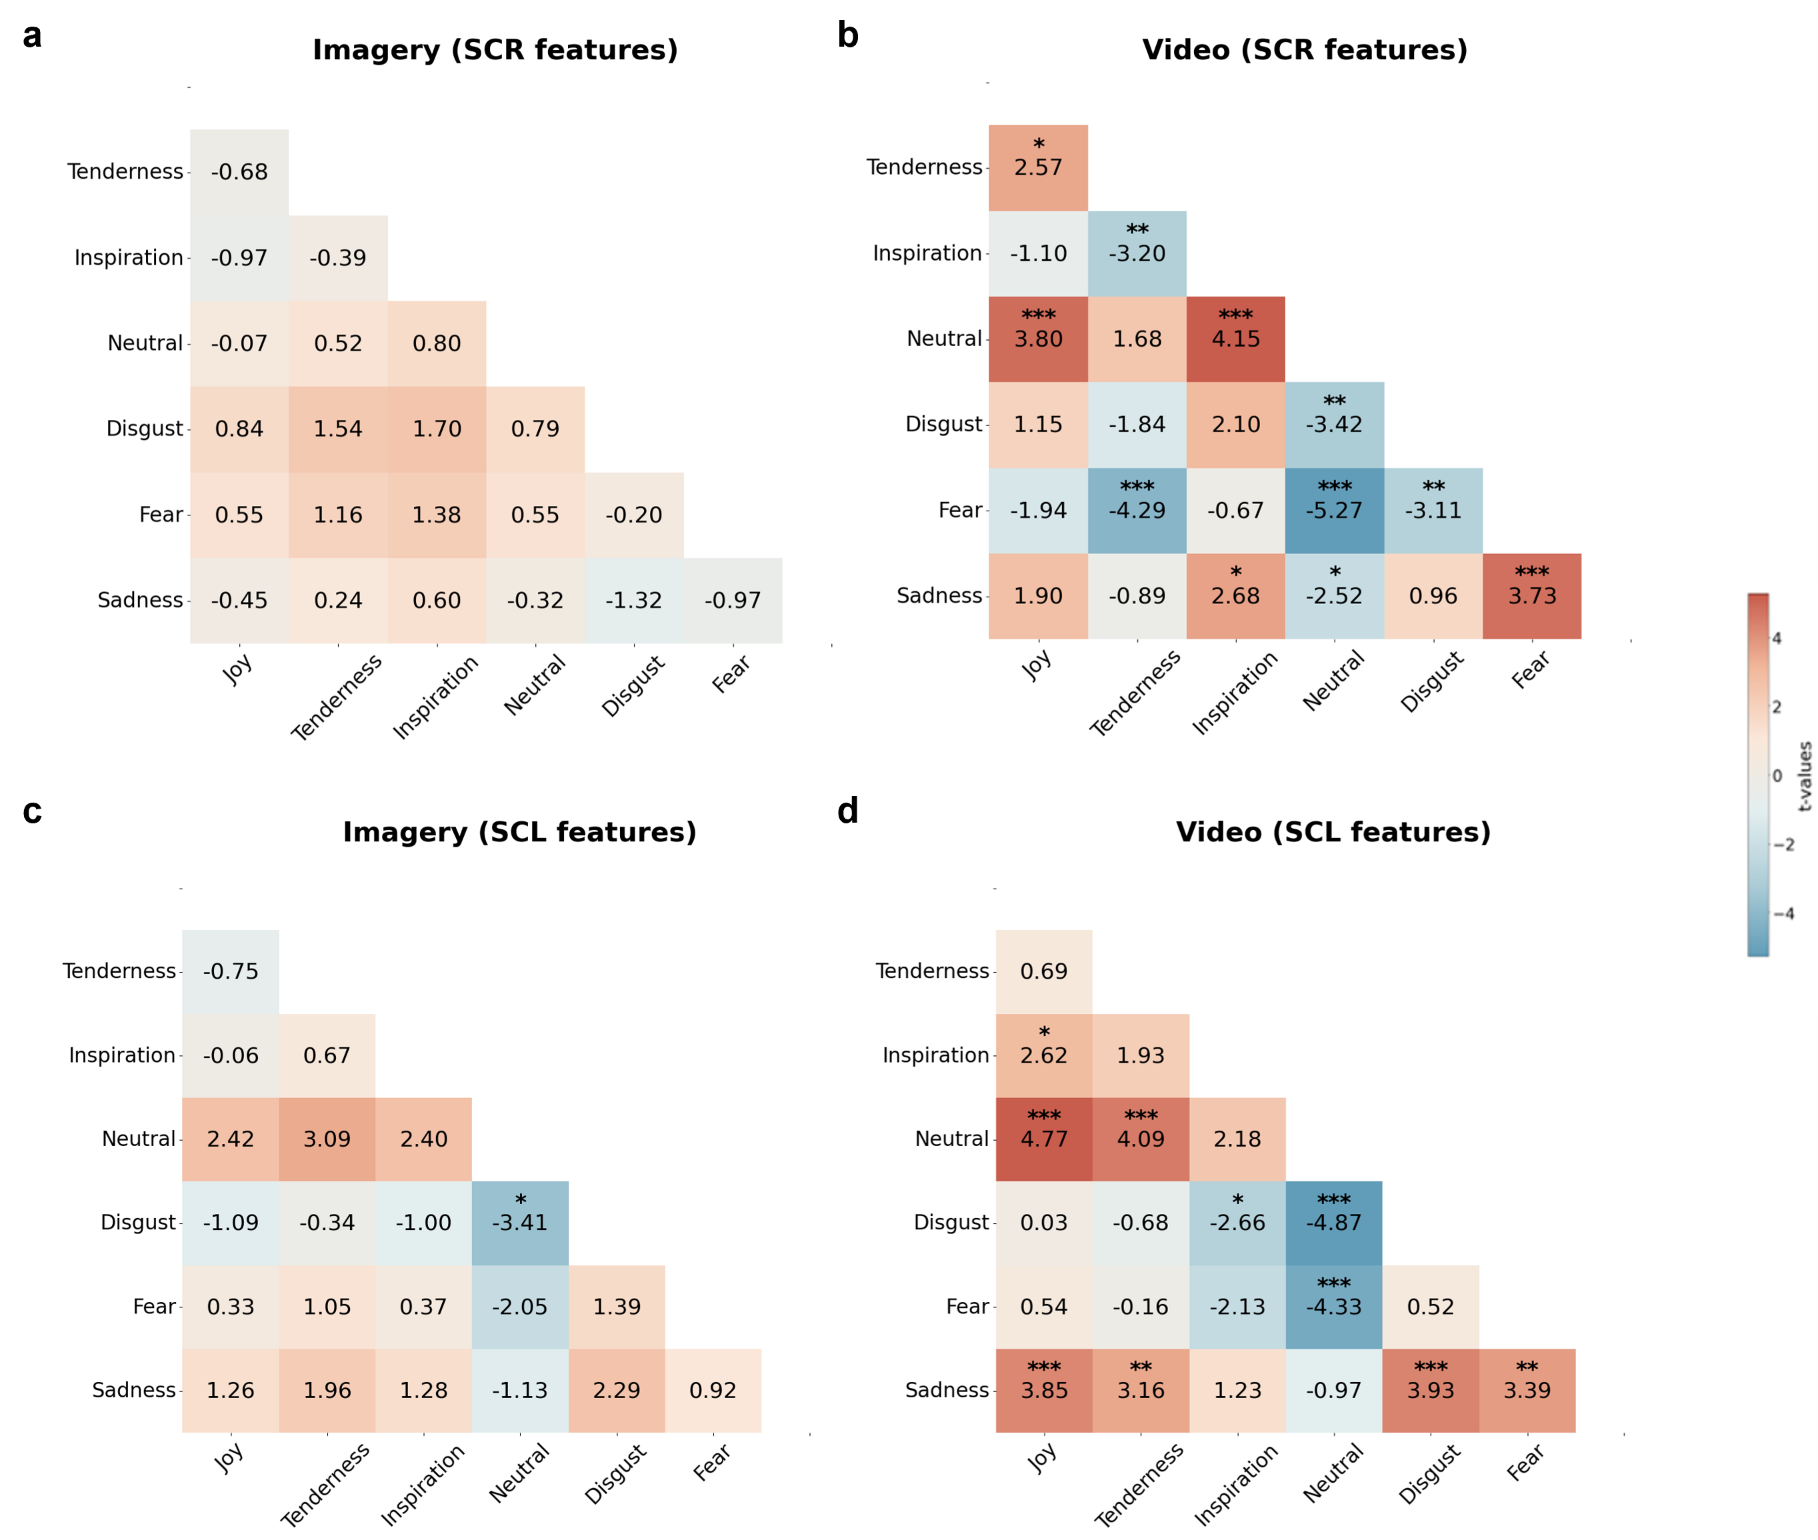 a
Imagery (SCR features)
Tenderness -0.68
Inspiration -0.97 -0.39
Neutral -0.07 0.52 0.80
Disgust 0.84 1.54 1.70 0.79
Fear 0.55 1.16 1.38 0.55 -0.20
Sadness -0.45 0.24 0.60 -0.32 -1.32 -0.97
Joy Tenderness Inspiration Neutral Disgust Fear
b
Video (SCR features)
*
Tenderness 2.57
**
Inspiration -1.10 -3.20
*** ***
Neutral 3.80 1.68 4.15
**
Disgust 1.15 -1.84 2.10 -3.42
*** *** **
Fear -1.94 -4.29 -0.67 -5.27 -3.11
* * ***
Sadness 1.90 -0.89 2.68 -2.52 0.96 3.73
Joy Tenderness Inspiration Neutral Disgust Fear
c
Imagery (SCL features)
Tenderness -0.75
Inspiration -0.06 0.67
Neutral 2.42 3.09 2.40
*
Disgust -1.09 -0.34 -1.00 -3.41
Fear 0.33 1.05 0.37 -2.05 1.39
Sadness 1.26 1.96 1.28 -1.13 2.29 0.92
Joy Tenderness Inspiration Neutral Disgust Fear
d
Video (SCL features)
Tenderness 0.69
*
Inspiration 2.62 1.93
*** ***
Neutral 4.77 4.09 2.18
* ***
Disgust 0.03 -0.68 -2.66 -4.87
***
Fear 0.54 -0.16 -2.13 -4.33 0.52
*** ** *** **
Sadness 3.85 3.16 1.23 -0.97 3.93 3.39
Joy Tenderness Inspiration Neutral Disgust Fear
4
2
0
−2
−4
t-values